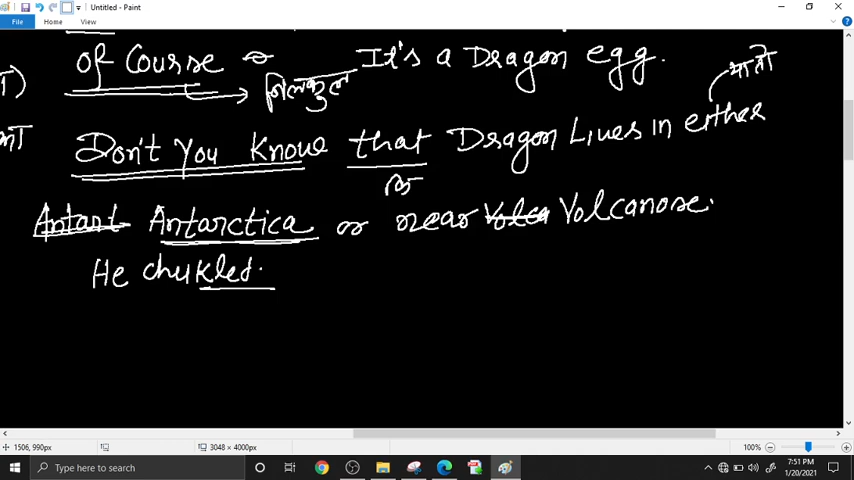 Untitled - Paint
File Home View
of Course It's a Dragon egg.
बिलकुल
या तो
Don't you know that Dragon Lives in either
कि
Antarctica or near Volcanose.
He chukled.
1506, 990px 3048 × 4000px 100%
Type here to search 7:51 PM
1/20/2021